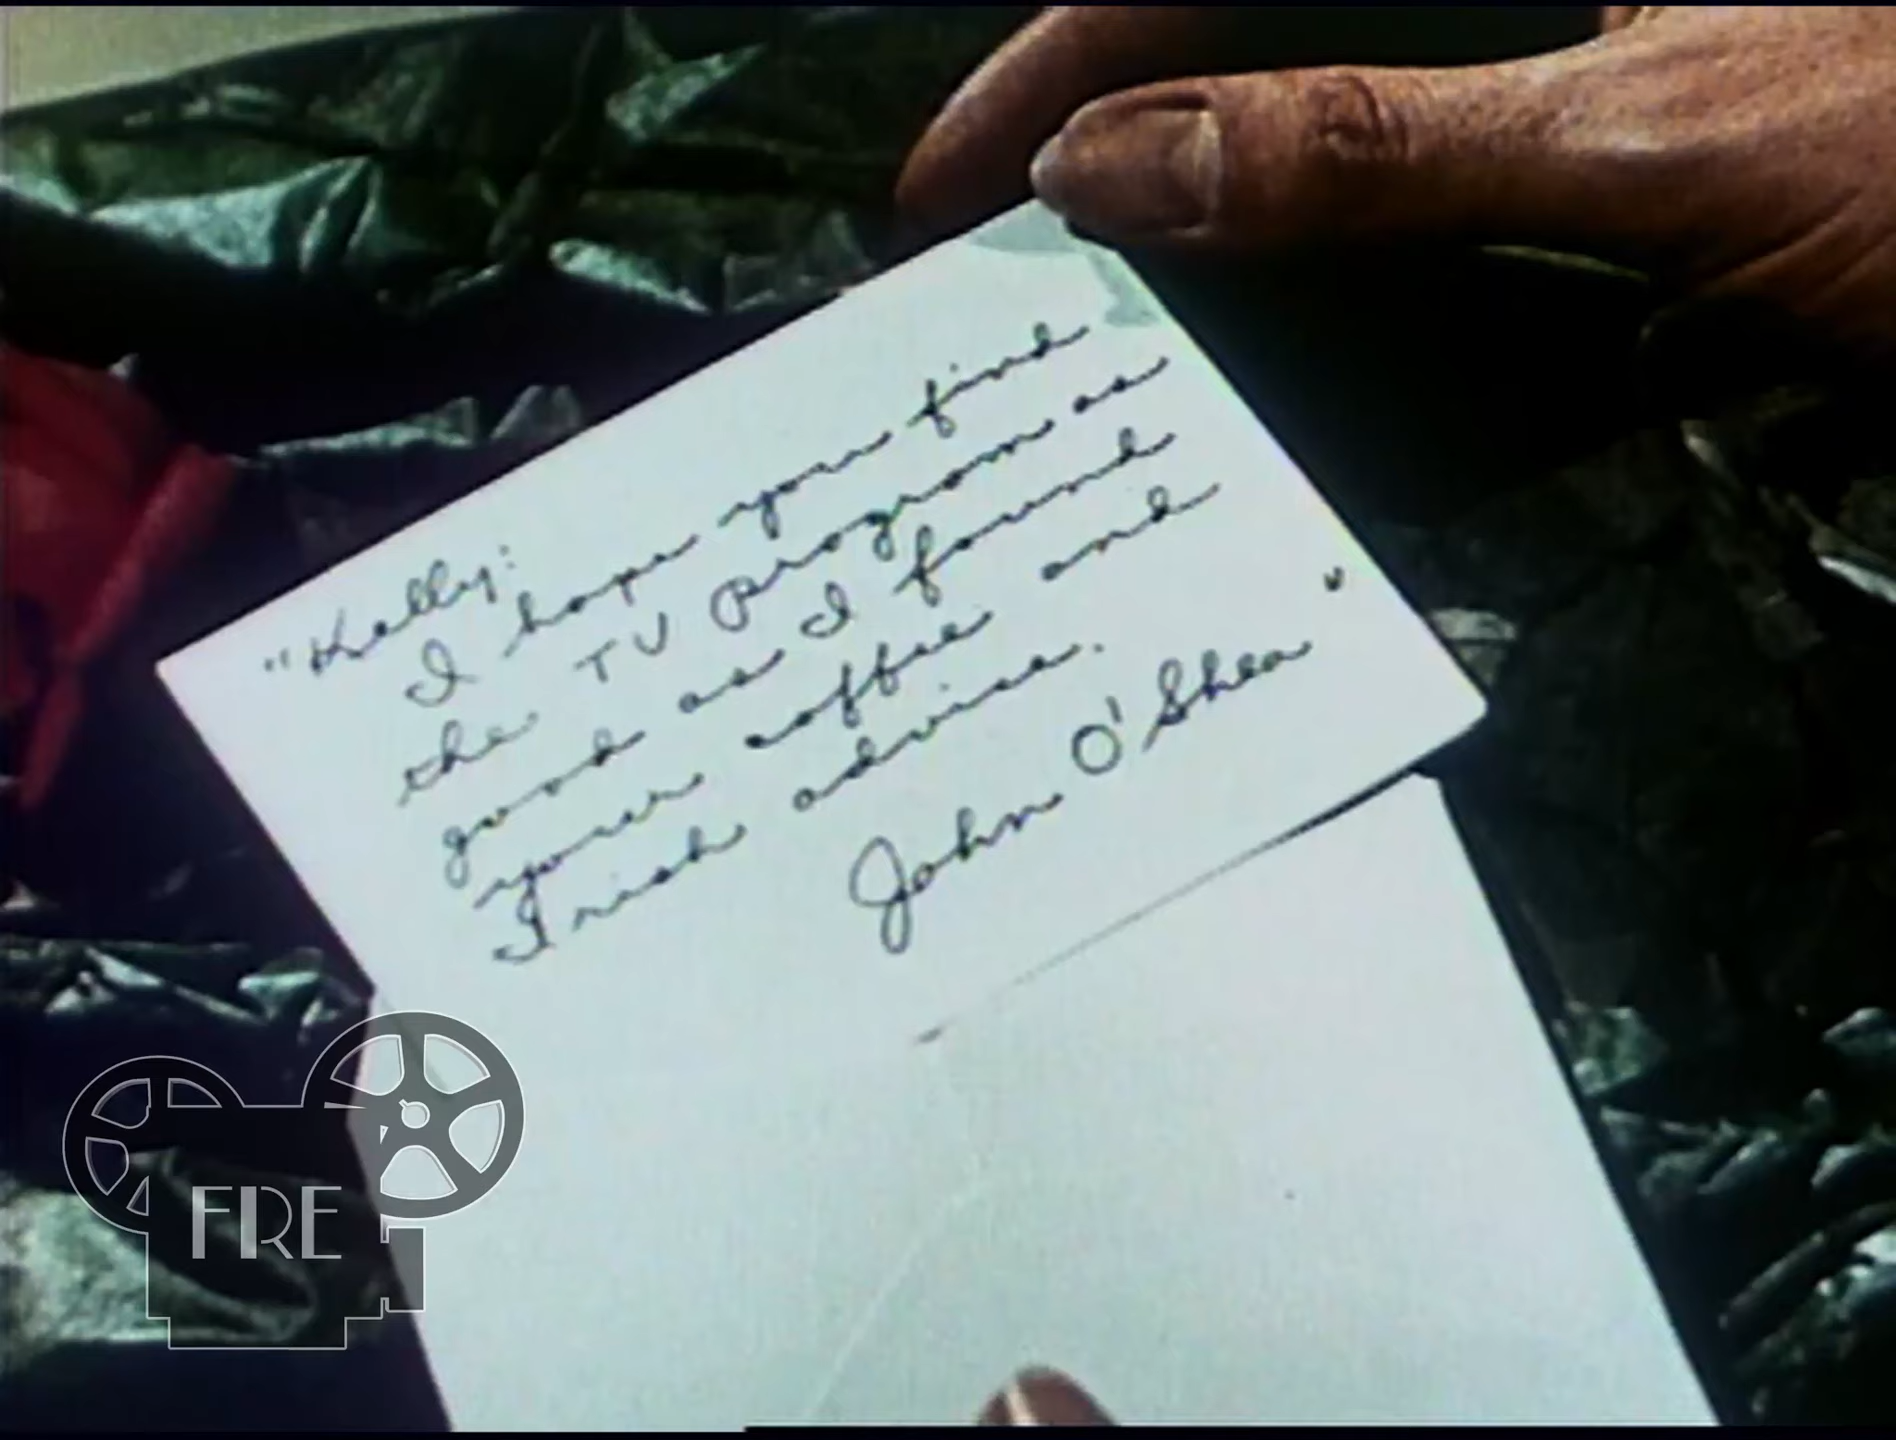 "Kelly:
I hope you find
the TV program as
good as I found
your coffee and
Irish advice.
John O'Shea"
FRE